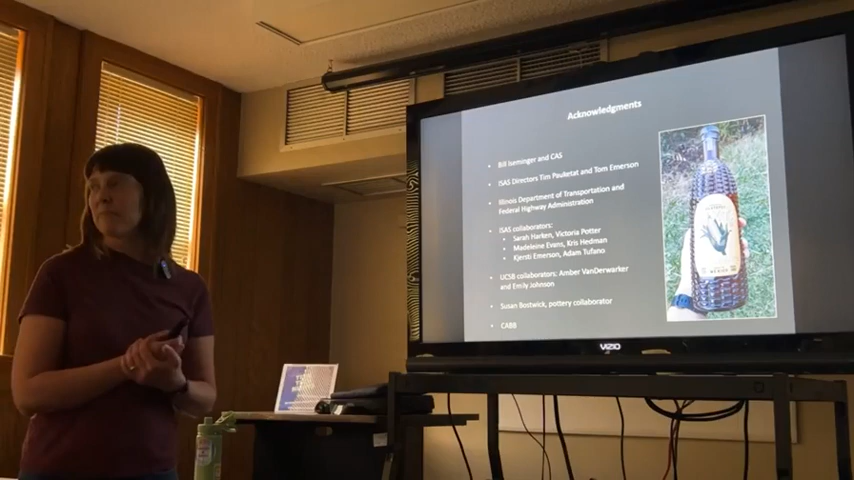 Acknowledgments
• Bill Iseminger and CAS
• ISAS Directors Tim Pauketat and Tom Emerson
• Illinois Department of Transportation and
Federal Highway Administration
• ISAS collaborators:
• Sarah Harken, Victoria Potter
• Madeleine Evans, Kris Hedman
• Kjersti Emerson, Adam Tufano
• UCSB collaborators: Amber VanDerwarker
and Emily Johnson
• Susan Bostwick, pottery collaborator
• CABB
VIZIO